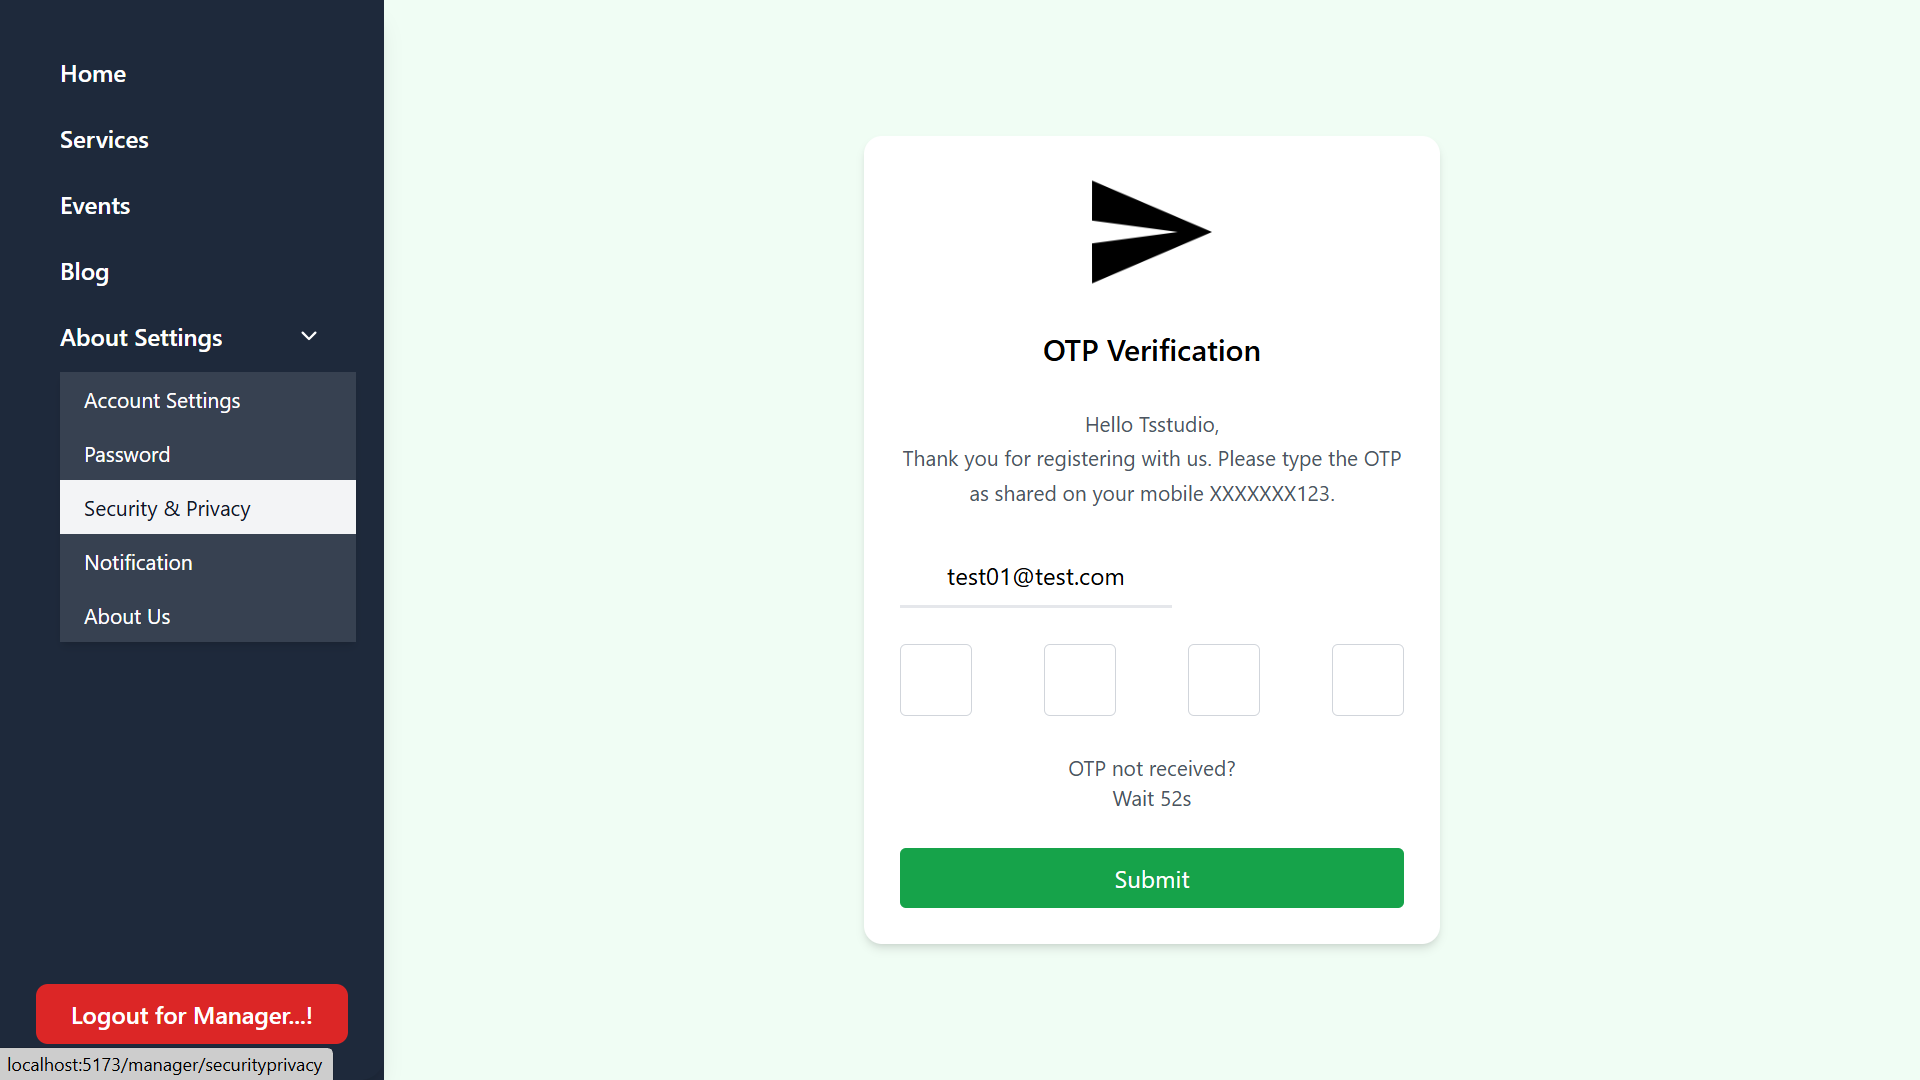 Home
Services
Events
Blog
About Settings
Account Settings
Password
Security & Privacy
Notification
About Us
Logout for Manager...!
localhost:5173/manager/securityprivacy
OTP Verification
Hello Tsstudio,
Thank you for registering with us. Please type the OTP
as shared on your mobile XXXXXXX123.
test01@test.com
OTP not received?
Wait 52s
Submit